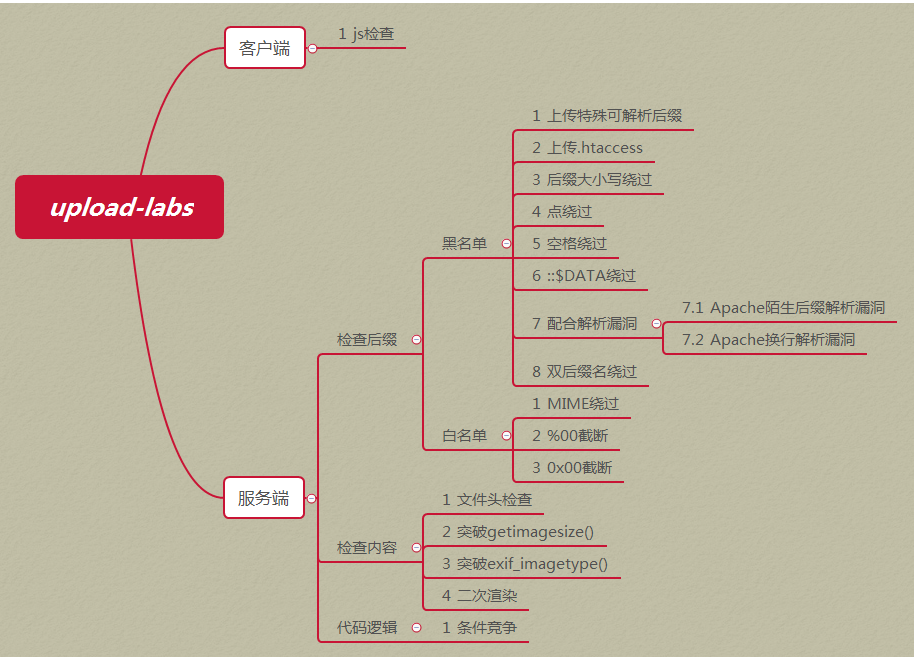 客户端
1 js检查
upload-labs
服务端
检查后缀
黑名单
1 上传特殊可解析后缀
2 上传.htaccess
3 后缀大小写绕过
4 点绕过
5 空格绕过
6 ::$DATA绕过
7 配合解析漏洞
7.1 Apache陌生后缀解析漏洞
7.2 Apache换行解析漏洞
8 双后缀名绕过
白名单
1 MIME绕过
2 %00截断
3 0x00截断
检查内容
1 文件头检查
2 突破getimagesize()
3 突破exif_imagetype()
4 二次渲染
代码逻辑
1 条件竞争